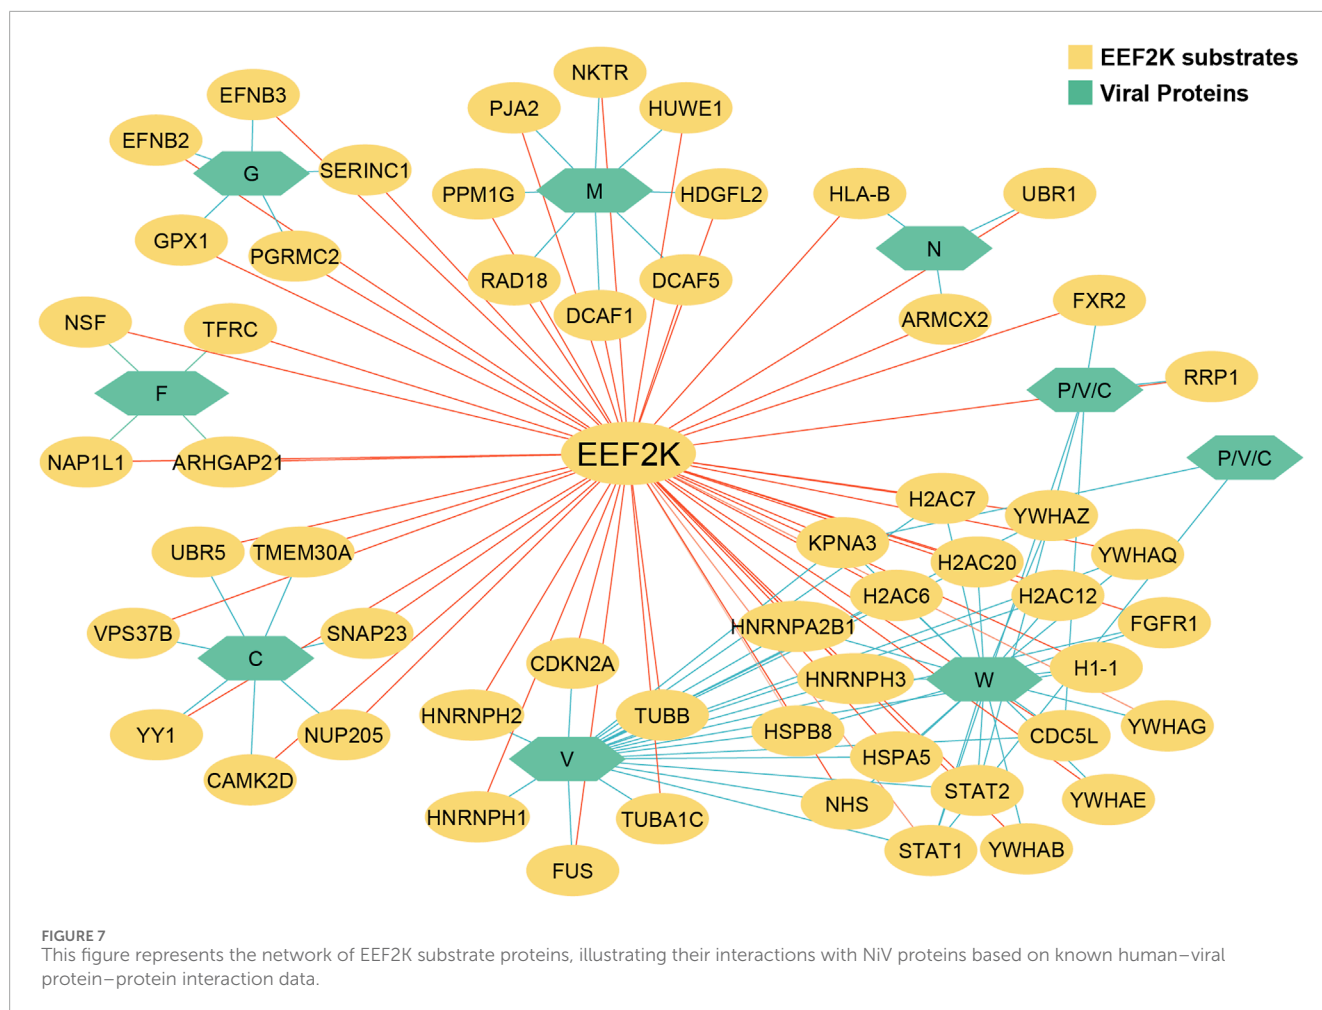 EEF2K substrates
Viral Proteins
NKTR
EFNB3
PJA2
HUWE1
EFNB2
G
SERINC1
PPM1G
M
HDGFL2
HLA-B
UBR1
GPX1
PGRMC2
RAD18
DCAF5
N
DCAF1
ARMCX2
FXR2
NSF
TFRC
F
P/V/C
RRP1
NAP1L1
ARHGAP21
EEF2K
P/V/C
H2AC7
YWHAZ
UBR5
TMEM30A
KPNA3
H2AC20
YWHAQ
H2AC6
H2AC12
VPS37B
SNAP23
HNRNPA2B1
FGFR1
C
CDKN2A
HNRNPH3
W
H1-1
YY1
NUP205
HNRNPH2
TUBB
HSPB8
CDC5L
YWHAG
CAMK2D
V
HSPA5
STAT2
YWHAE
HNRNPH1
TUBA1C
NHS
FUS
STAT1
YWHAB
FIGURE 7
This figure represents the network of EEF2K substrate proteins, illustrating their interactions with NiV proteins based on known human–viral
protein–protein interaction data.